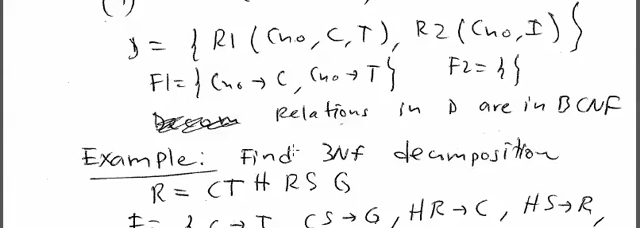 D = { R1 (Cno, C, T), R2 (Cno, I) }
F1 = { Cno → C, Cno → T } F2 = { }
Relations in D are in BCNF
Example: Find 3NF decomposition
R = CTHRSG
F = { C → T, CS → G, HR → C, HS → R,